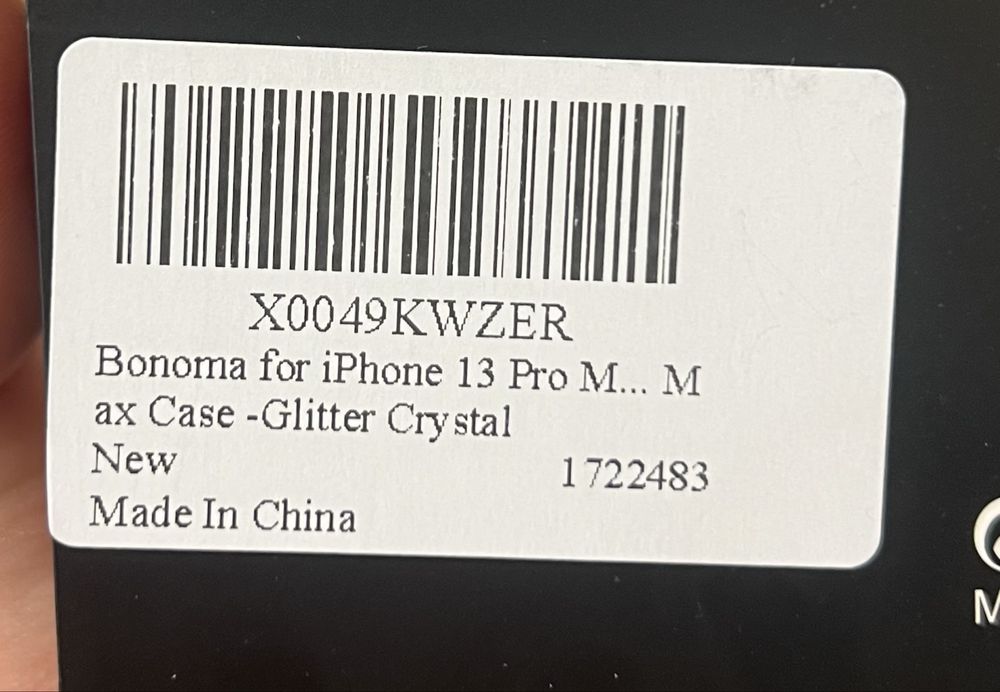 X0049KWZER
Bonoma for iPhone 13 Pro M... M
ax Case -Glitter Crystal
New 1722483
Made In China